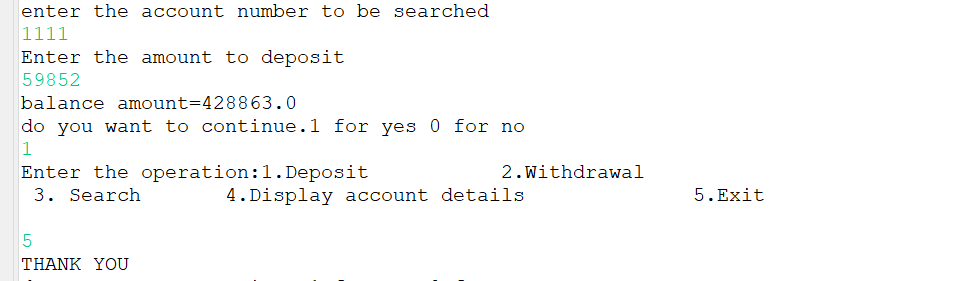 enter the account number to be searched
1111
Enter the amount to deposit
59852
balance amount=428863.0
do you want to continue.1 for yes 0 for no
1
Enter the operation:1.Deposit 2.Withdrawal
3. Search 4.Display account details 5.Exit
5
THANK YOU